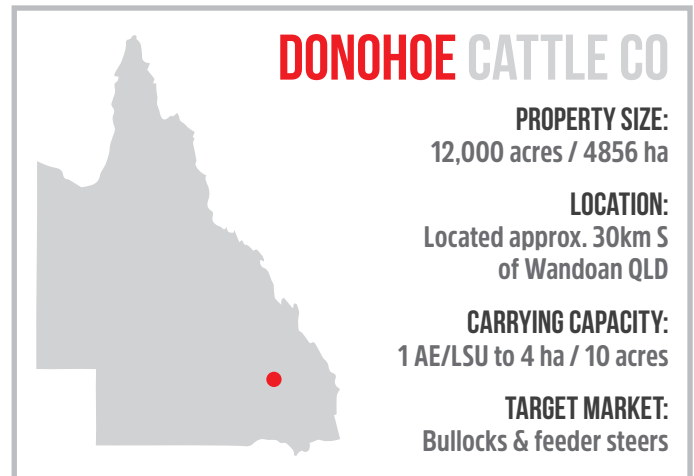 DONOHOE CATTLE CO
PROPERTY SIZE:
12,000 acres / 4856 ha
LOCATION:
Located approx. 30km S
of Wandoan QLD
CARRYING CAPACITY:
1 AE/LSU to 4 ha / 10 acres
TARGET MARKET:
Bullocks & feeder steers